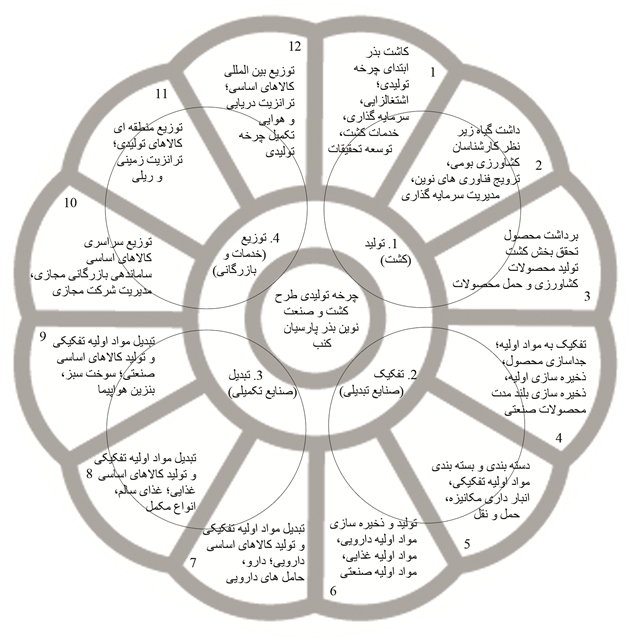 چرخه تولیدی طرح
کشت و صنعت
نوین بذر پارسیان
کنب
1. تولید
(کشت)
2. تفکیک
(صنایع تبدیلی)
3. تبدیل
(صنایع تکمیلی)
4. توزیع
(خدمات و
بازرگانی)
1
کاشت بذر
ابتدای چرخه
تولیدی؛
اشتغالزایی،
سرمایه گذاری،
خدمات کشت،
توسعه تحقیقات
2
داشت گیاه زیر
نظر کارشناسان
کشاورزی بومی،
ترویج فناوری های نوین،
مدیریت سرمایه گذاری
3
برداشت محصول
تحقق بخش کشت
تولید محصولات
کشاورزی و حمل محصولات
4
تفکیک به مواد اولیه؛
جداسازی محصول،
ذخیره سازی اولیه،
ذخیره سازی بلند مدت
محصولات صنعتی
5
دسته بندی و بسته بندی
مواد اولیه تفکیکی،
انبار داری مکانیزه،
حمل و نقل
6
تولید و ذخیره سازی
مواد اولیه دارویی،
مواد اولیه غذایی،
مواد اولیه صنعتی
7
تبدیل مواد اولیه تفکیکی
و تولید کالاهای اساسی
دارویی؛ دارو،
حامل های دارویی
8
تبدیل مواد اولیه تفکیکی
و تولید کالاهای اساسی
غذایی؛ غذای سالم،
انواع مکمل
9
تبدیل مواد اولیه تفکیکی
و تولید کالاهای اساسی
صنعتی؛ سوخت سبز،
بنزین هواپیما
10
توزیع سراسری
کالاهای اساسی
ساماندهی بازرگانی مجازی،
مدیریت شرکت مجازی
11
توزیع منطقه ای
کالاهای تولیدی؛
ترانزیت زمینی
و ریلی
12
توزیع بین المللی
کالاهای اساسی؛
ترانزیت دریایی
و هوایی
تکمیل چرخه
تولیدی